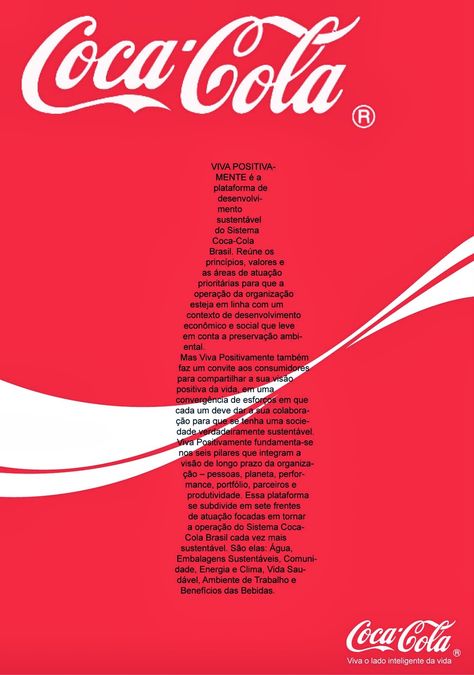 Coca-Cola
®
VIVA POSITIVA-
MENTE é a
plataforma de
desenvolvi-
mento
sustentável
do Sistema
Coca-Cola
Brasil. Reúne os
princípios, valores e
as áreas de atuação
prioritárias para que a
operação da organização
esteja em linha com um
contexto de desenvolvimento
econômico e social que leve
em conta a preservação ambi-
ental.
Mas Viva Positivamente também
faz um convite aos consumidores
para compartilhar a sua visão
positiva da vida, em uma
convergência de esforços em que
cada um deve dar a sua colabora-
ção para que se tenha uma socie-
dade verdadeiramente sustentável.
Viva Positivamente fundamenta-se
nos seis pilares que integram a
visão de longo prazo da organiza-
ção – pessoas, planeta, perfor-
mance, portfólio, parceiros e
produtividade. Essa plataforma
se subdivide em sete frentes
de atuação focadas em tornar
a operação do Sistema Coca-
Cola Brasil cada vez mais
sustentável. São elas: Água,
Embalagens Sustentáveis, Comuni-
dade, Energia e Clima, Vida Sau-
dável, Ambiente de Trabalho e
Benefícios das Bebidas.
Coca-Cola
®
Viva o lado inteligente da vida